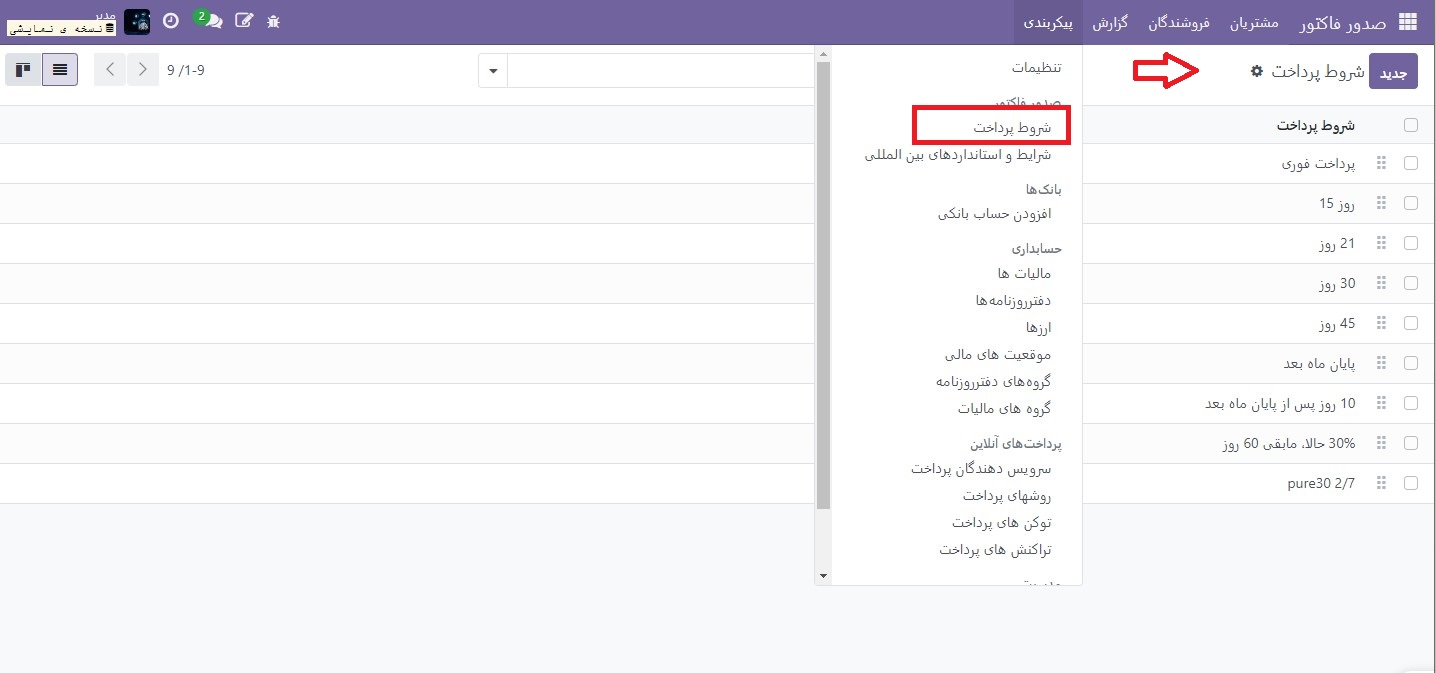 صدور فاکتور
مشتریان
فروشندگان
گزارش
پیکربندی
2
مدیر
نسخه ی نمایشی
جدید
شروط پرداخت
9 /1-9
تنظیمات
صدور فاکتور
شروط پرداخت
شرایط و استانداردهای بین المللی
بانک‌ها
افزودن حساب بانکی
حسابداری
مالیات ها
دفترروزنامه‌ها
ارزها
موقعیت های مالی
گروه‌های دفترروزنامه
گروه های مالیات
پرداخت‌های آنلاین
سرویس دهندگان پرداخت
روشهای پرداخت
توکن های پرداخت
تراکنش های پرداخت
شروط پرداخت
پرداخت فوری
روز 15
21 روز
30 روز
45 روز
پایان ماه بعد
10 روز پس از پایان ماه بعد
30% حالا، مابقی 60 روز
pure30 2/7